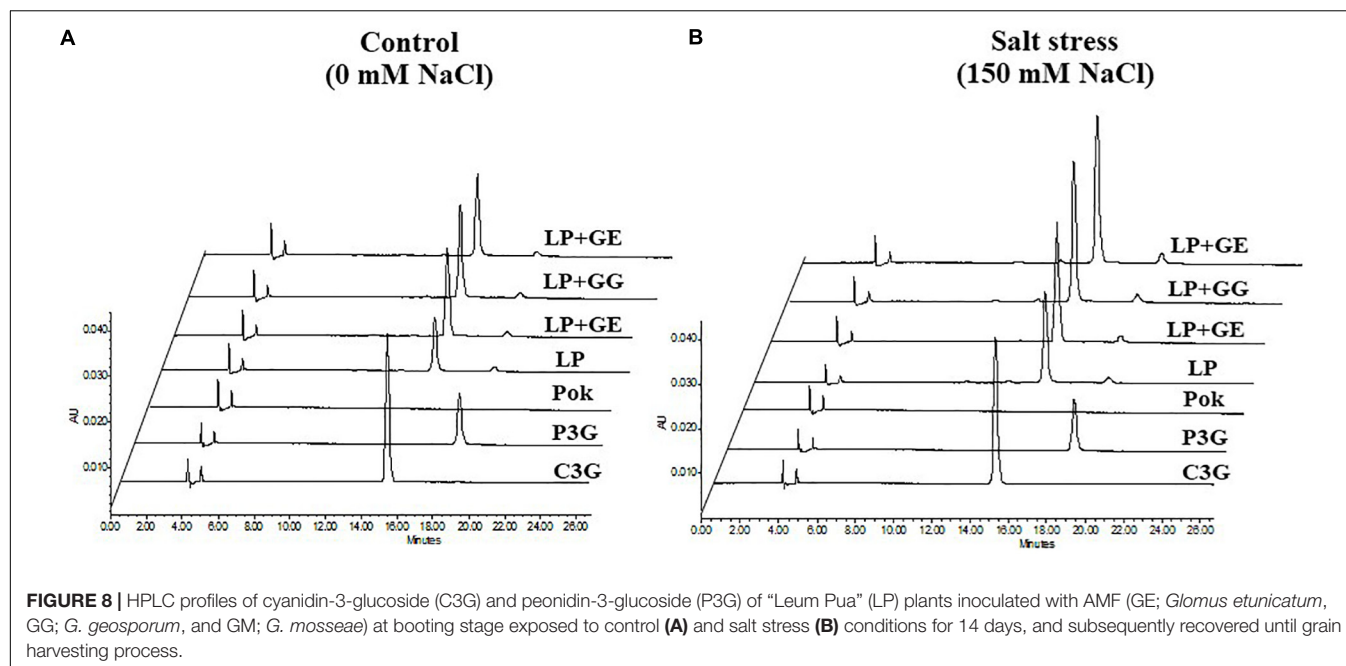 A
Control
(0 mM NaCl)
LP+GE
LP+GG
LP+GE
LP
Pok
P3G
C3G
0.040
0.030
0.020
0.010
AU
0.00 2.00 4.00 6.00 8.00 10.00 12.00 14.00 16.00 18.00 20.00 22.00 24.00 26.00
Minutes
B
Salt stress
(150 mM NaCl)
LP+GE
LP+GG
LP+GE
LP
Pok
P3G
C3G
0.040
0.030
0.020
0.010
AU
0.00 2.00 4.00 6.00 8.00 10.00 12.00 14.00 16.00 18.00 20.00 22.00 24.00 26.00
Minutes
FIGURE 8 | HPLC profiles of cyanidin-3-glucoside (C3G) and peonidin-3-glucoside (P3G) of “Leum Pua” (LP) plants inoculated with AMF (GE; Glomus etunicatum,
GG; G. geosporum, and GM; G. mosseae) at booting stage exposed to control (A) and salt stress (B) conditions for 14 days, and subsequently recovered until grain
harvesting process.